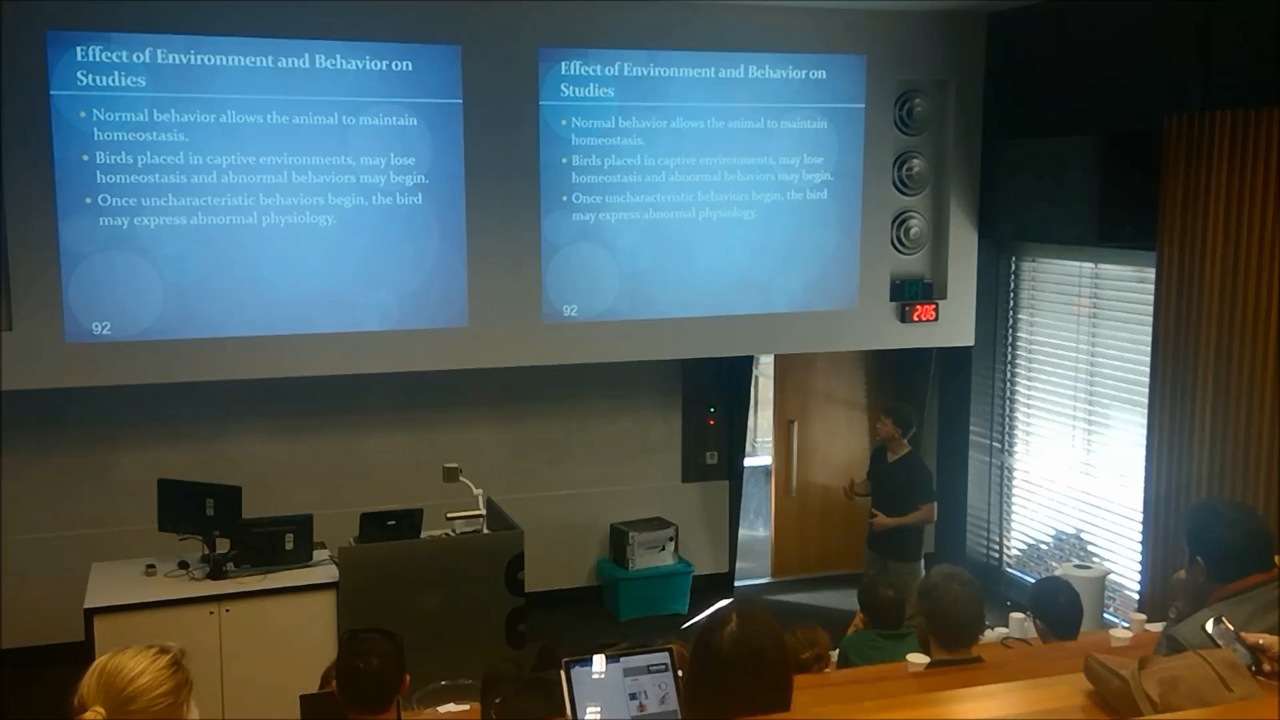 Effect of Environment and Behavior on
Studies
• Normal behavior allows the animal to maintain
homeostasis.
• Birds placed in captive environments, may lose
homeostasis and abnormal behaviors may begin.
• Once uncharacteristic behaviors begin, the bird
may express abnormal physiology.
92
Effect of Environment and Behavior on
Studies
• Normal behavior allows the animal to maintain
homeostasis.
• Birds placed in captive environments, may lose
homeostasis and abnormal behaviors may begin.
• Once uncharacteristic behaviors begin, the bird
may express abnormal physiology.
92
2:06